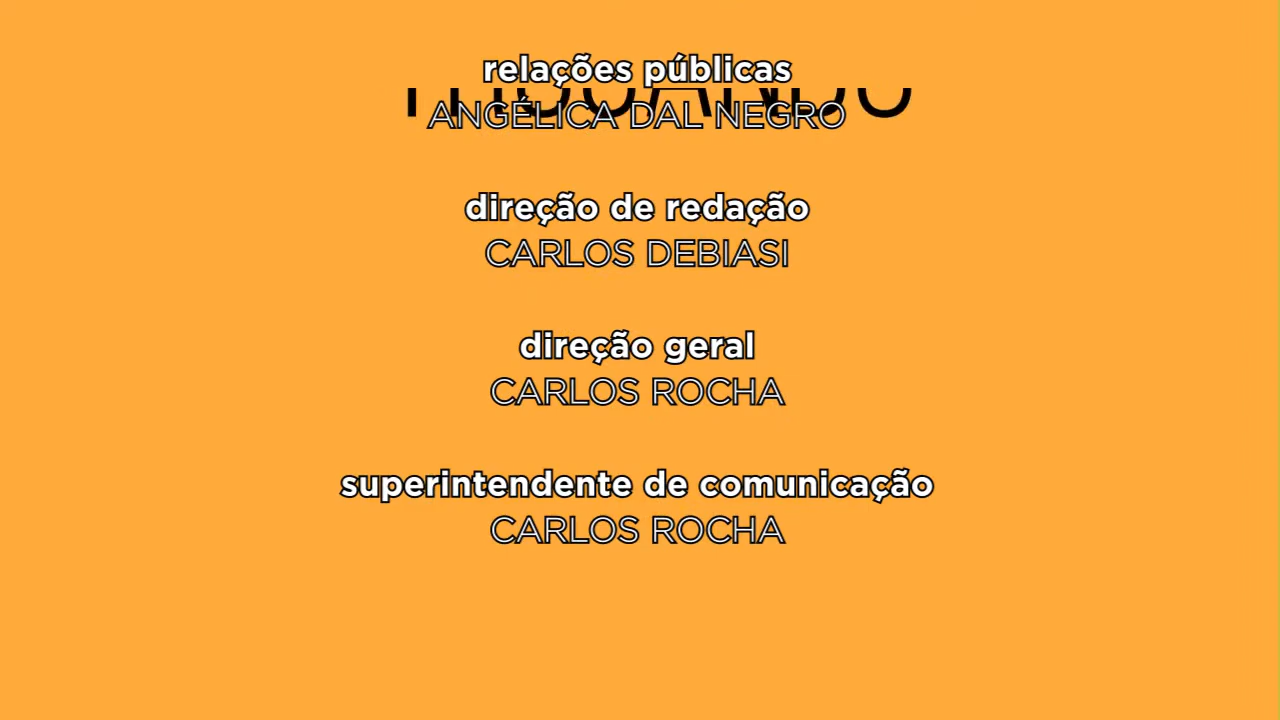 relações públicas
ANGÉLICA DAL NEGRO
direção de redação
CARLOS DEBIASI
direção geral
CARLOS ROCHA
superintendente de comunicação
CARLOS ROCHA